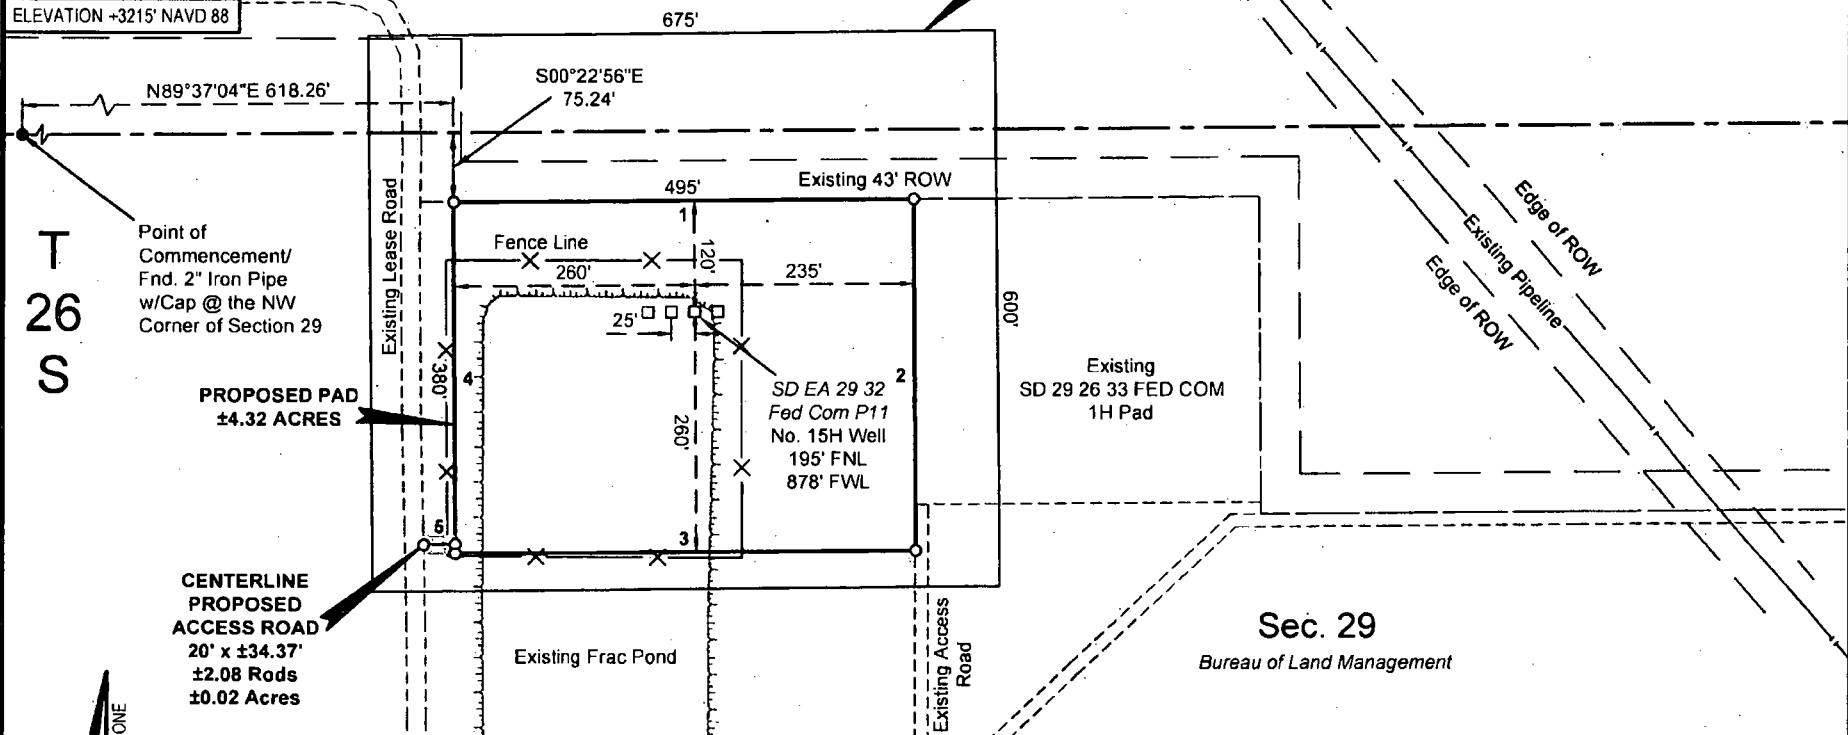 ELEVATION +3215' NAVD 88
675'
N89°37'04"E 618.26'
S00°22'56"E
75.24'
Existing 43' ROW
495'
1
Point of
Commencement/
Fnd. 2" Iron Pipe
w/Cap @ the NW
Corner of Section 29
T
26
S
Existing Lease Road
Fence Line
260'
120'
235'
25'
600'
Edge of ROW
Existing Pipeline
Edge of ROW
380'
4
2
PROPOSED PAD
±4.32 ACRES
SD EA 29 32
Fed Com P11
No. 15H Well
195' FNL
878' FWL
260'
Existing
SD 29 26 33 FED COM
1H Pad
5
3
CENTERLINE
PROPOSED
ACCESS ROAD
20' x ±34.37'
±2.08 Rods
±0.02 Acres
Existing Frac Pond
Existing Access
Road
Sec. 29
Bureau of Land Management
ONE